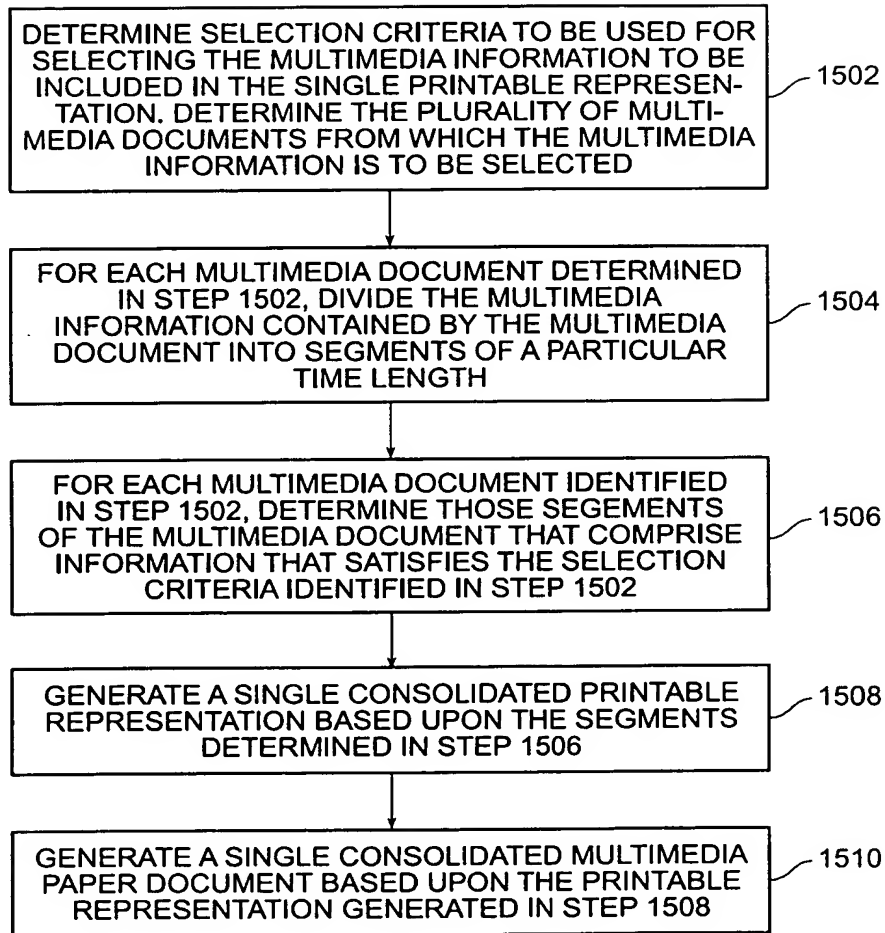 DETERMINE SELECTION CRITERIA TO BE USED FOR
SELECTING THE MULTIMEDIA INFORMATION TO BE
INCLUDED IN THE SINGLE PRINTABLE REPRESEN-
TATION. DETERMINE THE PLURALITY OF MULTI-
MEDIA DOCUMENTS FROM WHICH THE MULTIMEDIA
INFORMATION IS TO BE SELECTED
1502
FOR EACH MULTIMEDIA DOCUMENT DETERMINED
IN STEP 1502, DIVIDE THE MULTIMEDIA
INFORMATION CONTAINED BY THE MULTIMEDIA
DOCUMENT INTO SEGMENTS OF A PARTICULAR
TIME LENGTH
1504
FOR EACH MULTIMEDIA DOCUMENT IDENTIFIED
IN STEP 1502, DETERMINE THOSE SEGEMENTS
OF THE MULTIMEDIA DOCUMENT THAT COMPRISE
INFORMATION THAT SATISFIES THE SELECTION
CRITERIA IDENTIFIED IN STEP 1502
1506
GENERATE A SINGLE CONSOLIDATED PRINTABLE
REPRESENTATION BASED UPON THE SEGMENTS
DETERMINED IN STEP 1506
1508
GENERATE A SINGLE CONSOLIDATED MULTIMEDIA
PAPER DOCUMENT BASED UPON THE PRINTABLE
REPRESENTATION GENERATED IN STEP 1508
1510